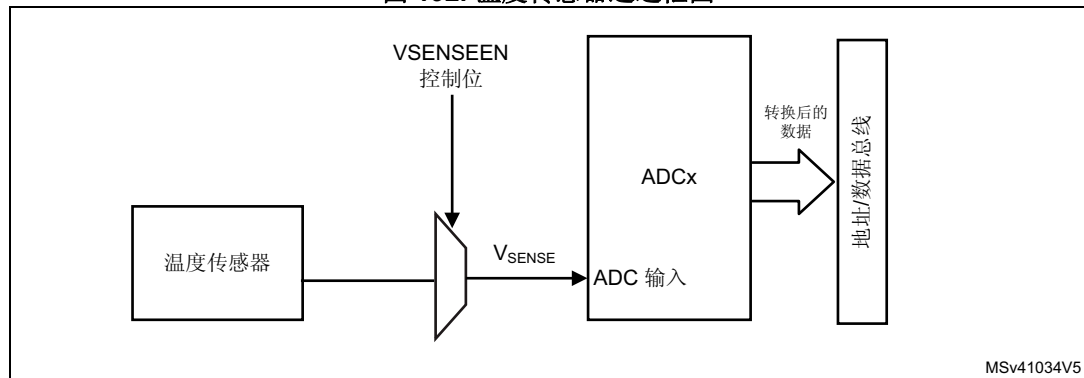 VSENSEEN
控制位
转换后的
数据
ADCx
地址/数据总线
温度传感器
VSENSE
ADC 输入
MSv41034V5